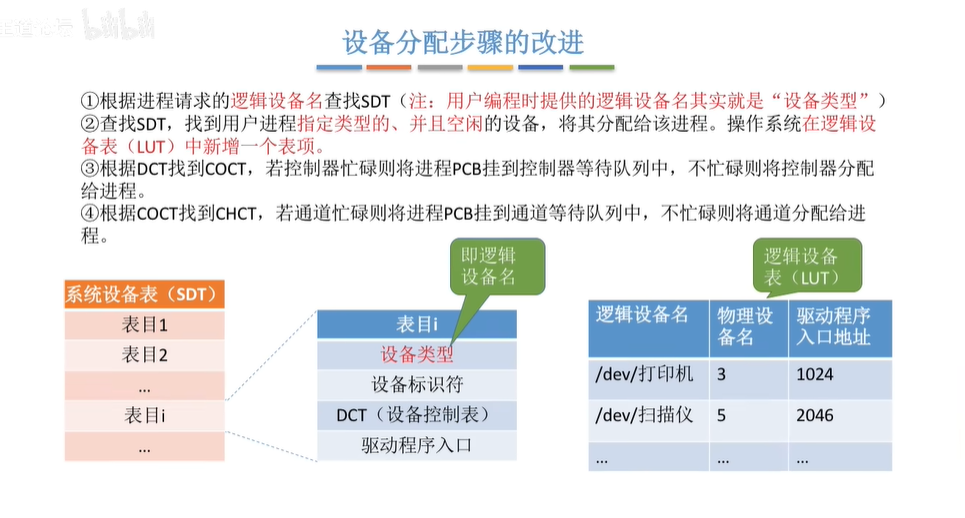 设备分配步骤的改进
①根据进程请求的逻辑设备名查找SDT（注：用户编程时提供的逻辑设备名其实就是“设备类型”）
②查找SDT，找到用户进程指定类型的、并且空闲的设备，将其分配给该进程。操作系统在逻辑设
备表（LUT）中新增一个表项。
③根据DCT找到COCT，若控制器忙碌则将进程PCB挂到控制器等待队列中，不忙碌则将控制器分配
给进程。
④根据COCT找到CHCT，若通道忙碌则将进程PCB挂到通道等待队列中，不忙碌则将通道分配给进
程。
即逻辑
设备名
逻辑设备
表（LUT）
系统设备表（SDT）
表目1
表目2
...
表目i
...
表目i
设备类型
设备标识符
DCT（设备控制表）
驱动程序入口
逻辑设备名 物理设 驱动程序
备名 入口地址
/dev/打印机 3 1024
/dev/扫描仪 5 2046
... ... ...